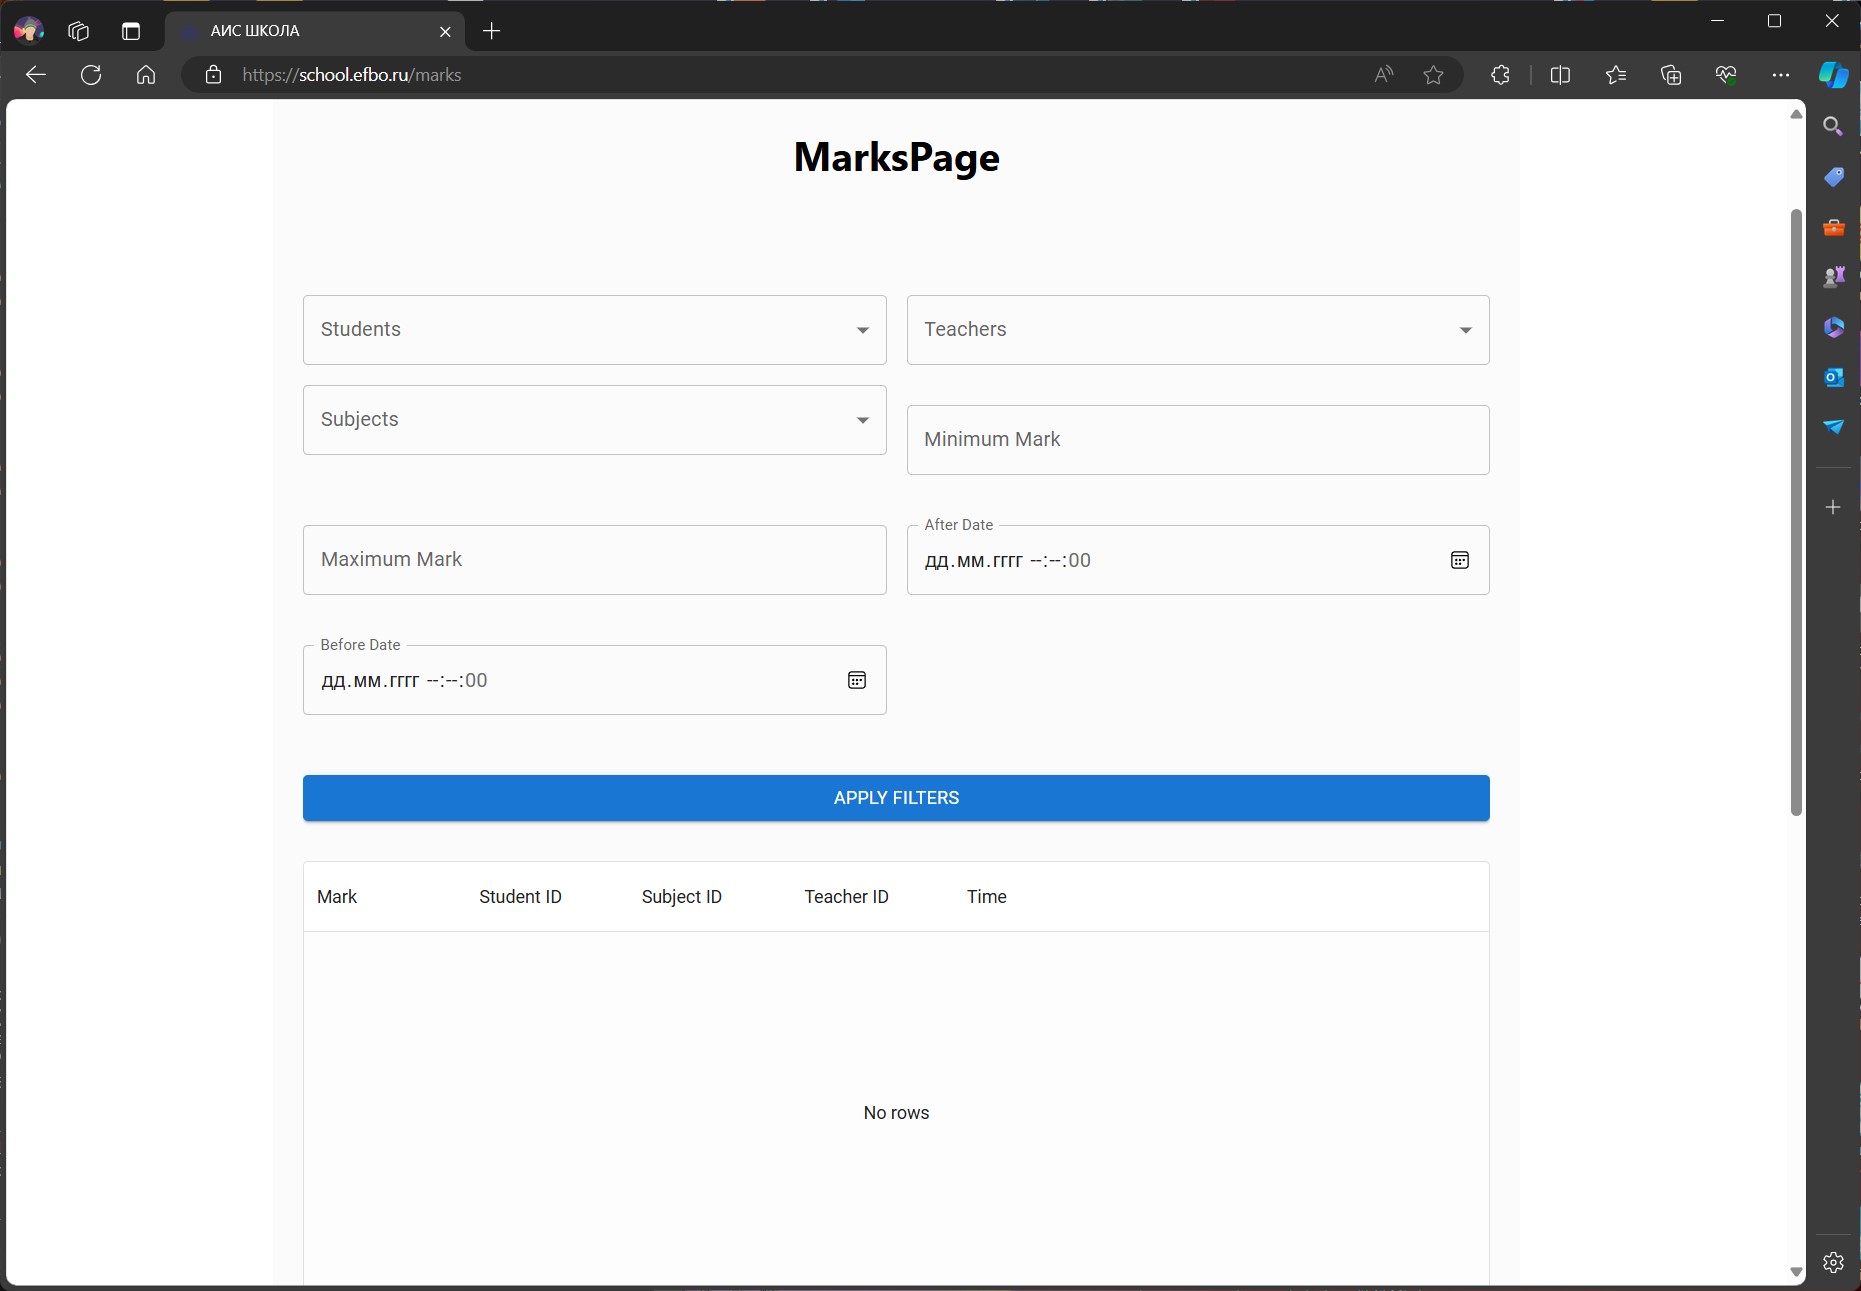 АИС ШКОЛА
https://school.efbo.ru/marks
MarksPage
Students
Teachers
Subjects
Minimum Mark
Maximum Mark
After Date
дд.мм.гггг --:--:00
Before Date
дд.мм.гггг --:--:00
APPLY FILTERS
Mark Student ID Subject ID Teacher ID Time
No rows